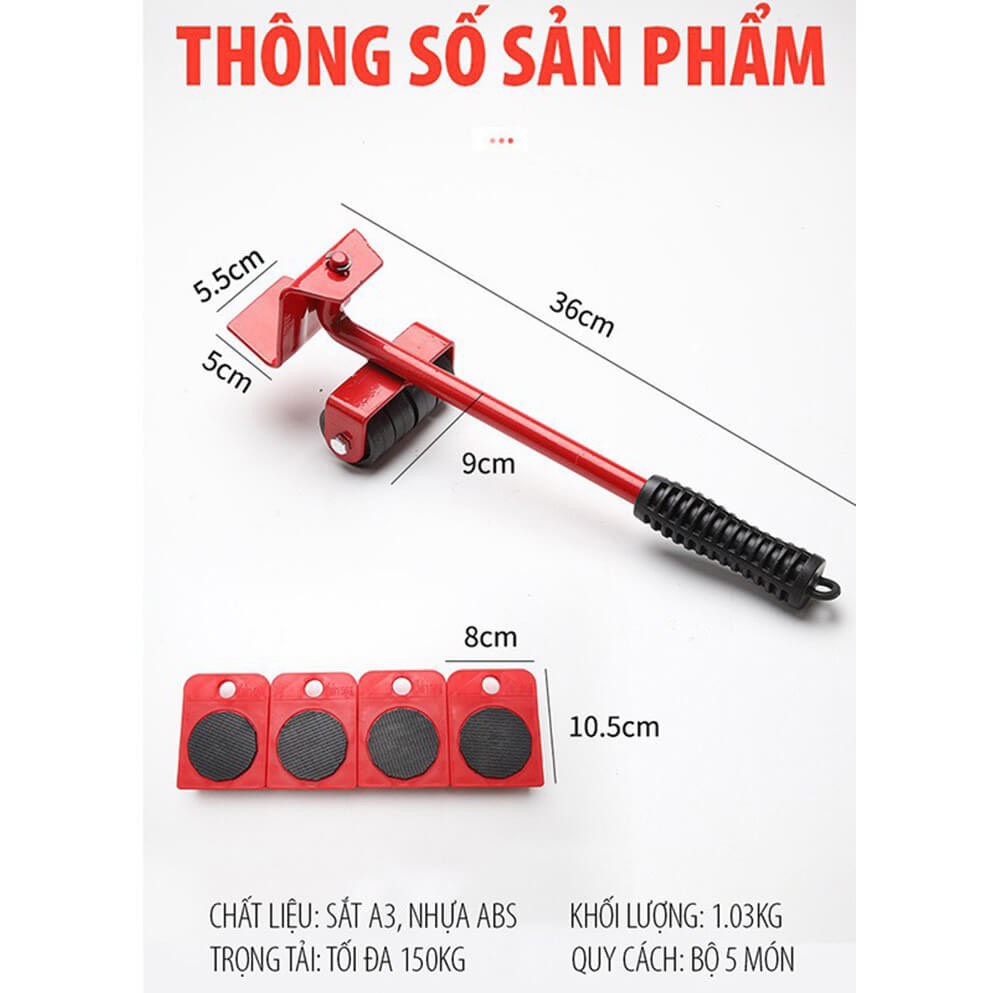 THÔNG SỐ SẢN PHẨM
5.5cm
36cm
5cm
9cm
8cm
10.5cm
CHẤT LIỆU: SẮT A3, NHỰA ABS
KHỐI LƯỢNG: 1.03KG
TRỌNG TẢI: TỐI ĐA 150KG
QUY CÁCH: BỘ 5 MÓN